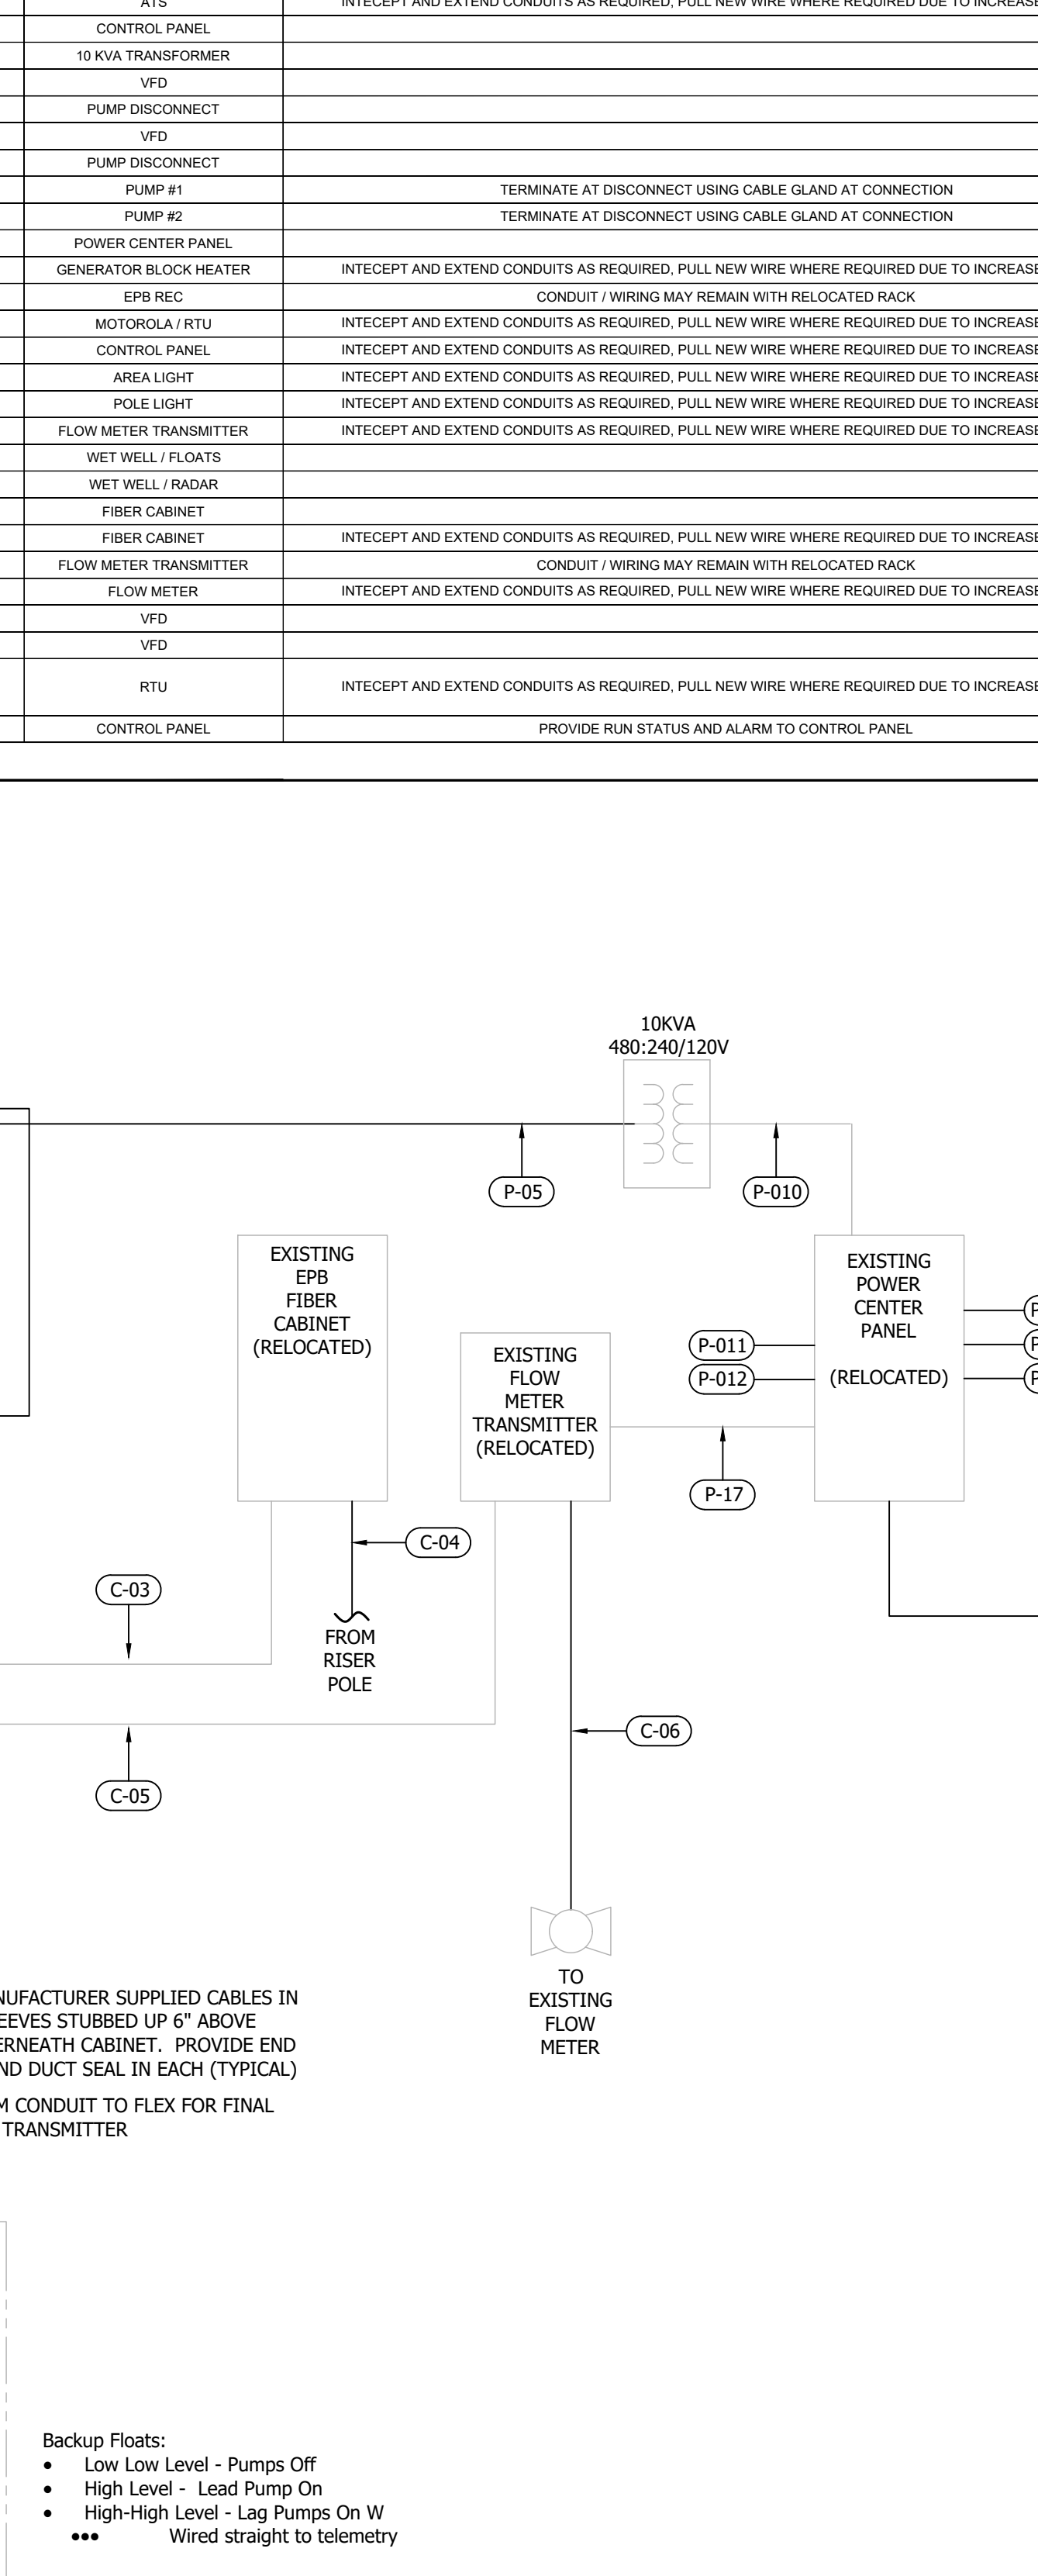 ATS INTECEPT AND EXTEND CONDUITS AS REQUIRED, PULL NEW WIRE WHERE REQUIRED DUE TO INCREASE
CONTROL PANEL
10 KVA TRANSFORMER
VFD
PUMP DISCONNECT
VFD
PUMP DISCONNECT
PUMP #1 TERMINATE AT DISCONNECT USING CABLE GLAND AT CONNECTION
PUMP #2 TERMINATE AT DISCONNECT USING CABLE GLAND AT CONNECTION
POWER CENTER PANEL
GENERATOR BLOCK HEATER INTECEPT AND EXTEND CONDUITS AS REQUIRED, PULL NEW WIRE WHERE REQUIRED DUE TO INCREASE
EPB REC CONDUIT / WIRING MAY REMAIN WITH RELOCATED RACK
MOTOROLA / RTU INTECEPT AND EXTEND CONDUITS AS REQUIRED, PULL NEW WIRE WHERE REQUIRED DUE TO INCREASE
CONTROL PANEL INTECEPT AND EXTEND CONDUITS AS REQUIRED, PULL NEW WIRE WHERE REQUIRED DUE TO INCREASE
AREA LIGHT INTECEPT AND EXTEND CONDUITS AS REQUIRED, PULL NEW WIRE WHERE REQUIRED DUE TO INCREASE
POLE LIGHT INTECEPT AND EXTEND CONDUITS AS REQUIRED, PULL NEW WIRE WHERE REQUIRED DUE TO INCREASE
FLOW METER TRANSMITTER INTECEPT AND EXTEND CONDUITS AS REQUIRED, PULL NEW WIRE WHERE REQUIRED DUE TO INCREASE
WET WELL / FLOATS
WET WELL / RADAR
FIBER CABINET
FIBER CABINET INTECEPT AND EXTEND CONDUITS AS REQUIRED, PULL NEW WIRE WHERE REQUIRED DUE TO INCREASE
FLOW METER TRANSMITTER CONDUIT / WIRING MAY REMAIN WITH RELOCATED RACK
FLOW METER INTECEPT AND EXTEND CONDUITS AS REQUIRED, PULL NEW WIRE WHERE REQUIRED DUE TO INCREASE
VFD
VFD
RTU INTECEPT AND EXTEND CONDUITS AS REQUIRED, PULL NEW WIRE WHERE REQUIRED DUE TO INCREASE
CONTROL PANEL PROVIDE RUN STATUS AND ALARM TO CONTROL PANEL
10KVA
480:240/120V
P-05
P-010
EXISTING
EPB
FIBER
CABINET
(RELOCATED)
EXISTING
FLOW
METER
TRANSMITTER
(RELOCATED)
P-011
P-012
EXISTING
POWER
CENTER
PANEL
(RELOCATED)
P
P
P
P-17
C-04
C-03
FROM
RISER
POLE
C-06
C-05
TO
EXISTING
FLOW
METER
NUFACTURER SUPPLIED CABLES IN
EEVES STUBBED UP 6" ABOVE
ERNEATH CABINET. PROVIDE END
ND DUCT SEAL IN EACH (TYPICAL)
M CONDUIT TO FLEX FOR FINAL
TRANSMITTER
Backup Floats:
• Low Low Level - Pumps Off
• High Level - Lead Pump On
• High-High Level - Lag Pumps On W
••• Wired straight to telemetry